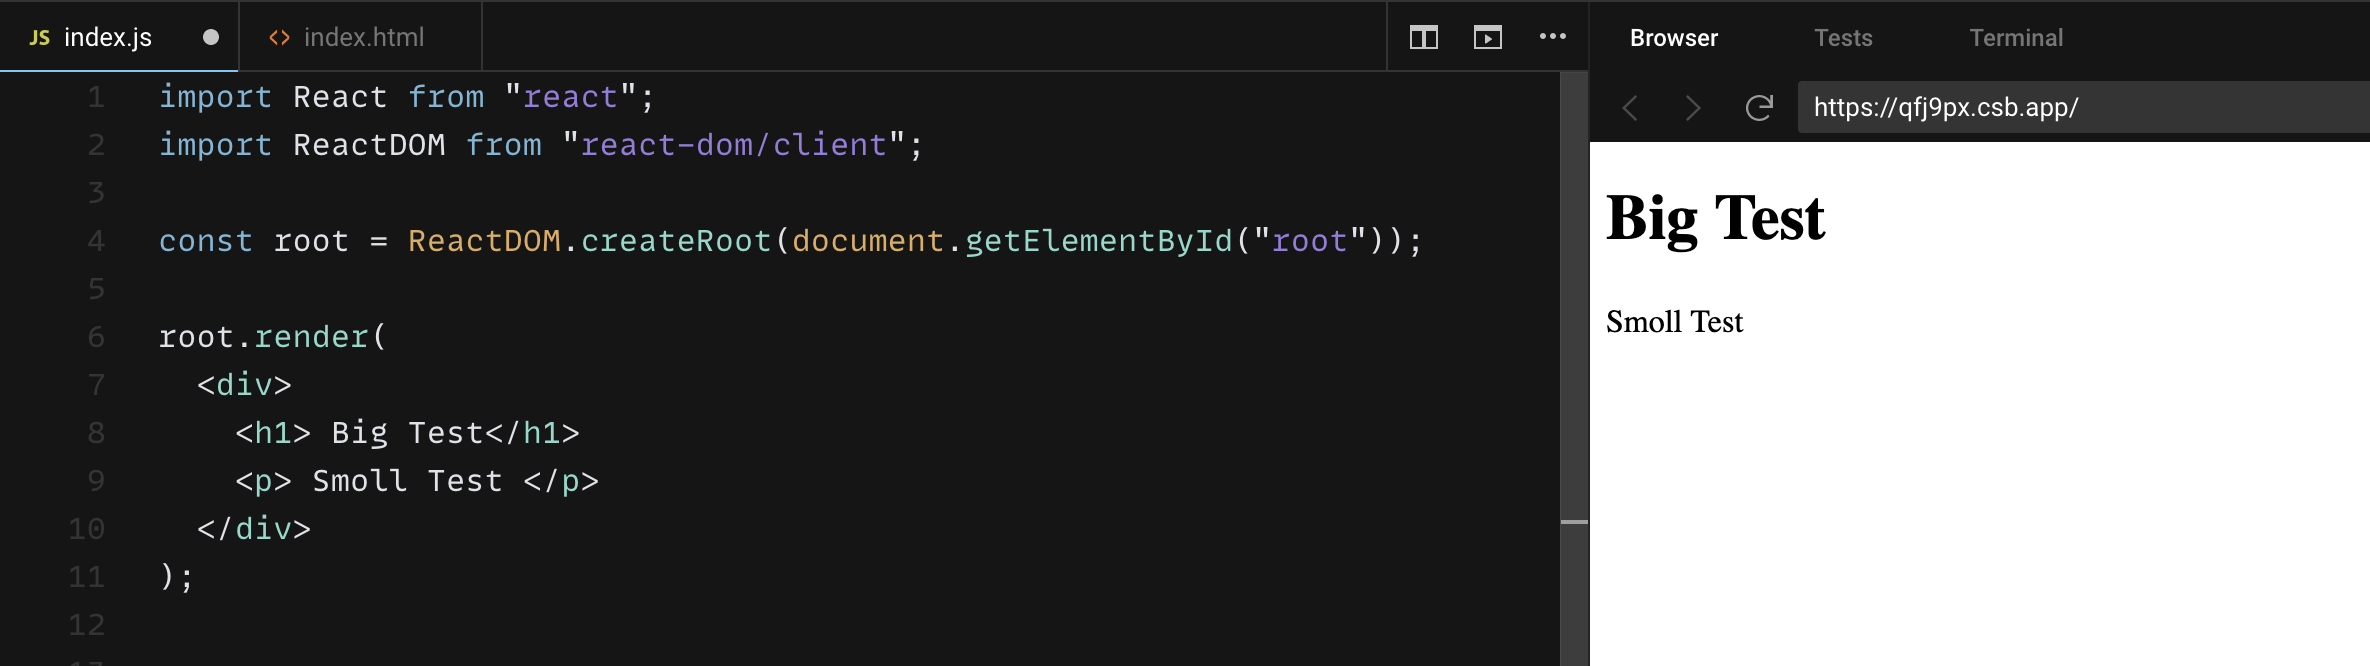 JS index.js
<> index.html
Browser Tests Terminal
https://qfj9px.csb.app/
1 import React from "react";
2 import ReactDOM from "react-dom/client";
3
4 const root = ReactDOM.createRoot(document.getElementById("root"));
5
6 root.render(
7 <div>
8 <h1> Big Test</h1>
9 <p> Smoll Test </p>
10 </div>
11 );
12
Big Test
Smoll Test